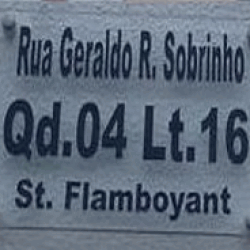 Rua Geraldo R. Sobrinho
Qd.04 Lt.16
St. Flamboyant